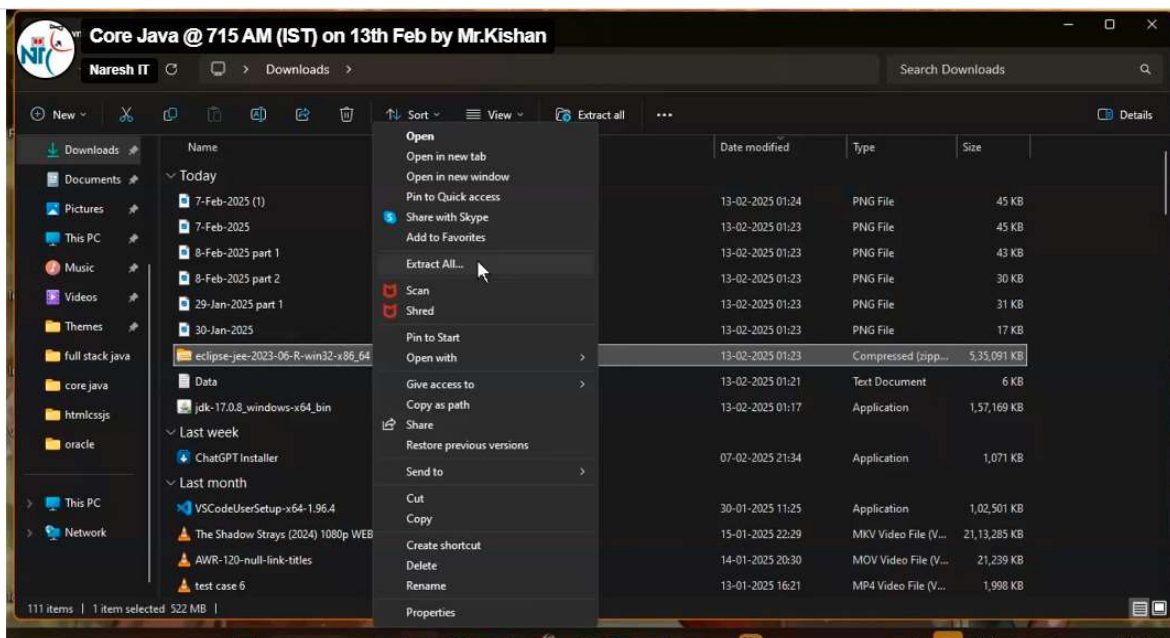 Core Java @ 715 AM (IST) on 13th Feb by Mr.Kishan
NiT
Naresh IT > Downloads > Search Downloads
New Sort View Extract all ... Details
Downloads
Documents
Pictures
This PC
Music
Videos
Themes
full stack java
core java
htmlcssjs
oracle
This PC
Network
Name Date modified Type Size
Today
7-Feb-2025 (1) 13-02-2025 01:24 PNG File 45 KB
7-Feb-2025 13-02-2025 01:23 PNG File 45 KB
8-Feb-2025 part 1 13-02-2025 01:23 PNG File 43 KB
8-Feb-2025 part 2 13-02-2025 01:23 PNG File 30 KB
29-Jan-2025 part 1 13-02-2025 01:23 PNG File 31 KB
30-Jan-2025 13-02-2025 01:23 PNG File 17 KB
eclipse-jee-2023-06-R-win32-x86_64 13-02-2025 01:23 Compressed (zipp... 5,35,091 KB
Data 13-02-2025 01:21 Text Document 6 KB
jdk-17.0.8_windows-x64_bin 13-02-2025 01:17 Application 1,57,169 KB
Last week
ChatGPT Installer 07-02-2025 21:34 Application 1,071 KB
Last month
VSCodeUserSetup-x64-1.96.4 30-01-2025 11:25 Application 1,02,501 KB
The Shadow Strays (2024) 1080p WEB 15-01-2025 22:29 MKV Video File (V... 21,13,285 KB
AWR-120-null-link-titles 14-01-2025 20:30 MOV Video File (V... 21,239 KB
test case 6 13-01-2025 16:21 MP4 Video File (V... 1,998 KB
Open
Open in new tab
Open in new window
Pin to Quick access
Share with Skype
Add to Favorites
Extract All...
Scan
Shred
Pin to Start
Open with >
Give access to >
Copy as path
Share
Restore previous versions
Send to >
Cut
Copy
Create shortcut
Delete
Rename
Properties
111 items | 1 item selected 522 MB |